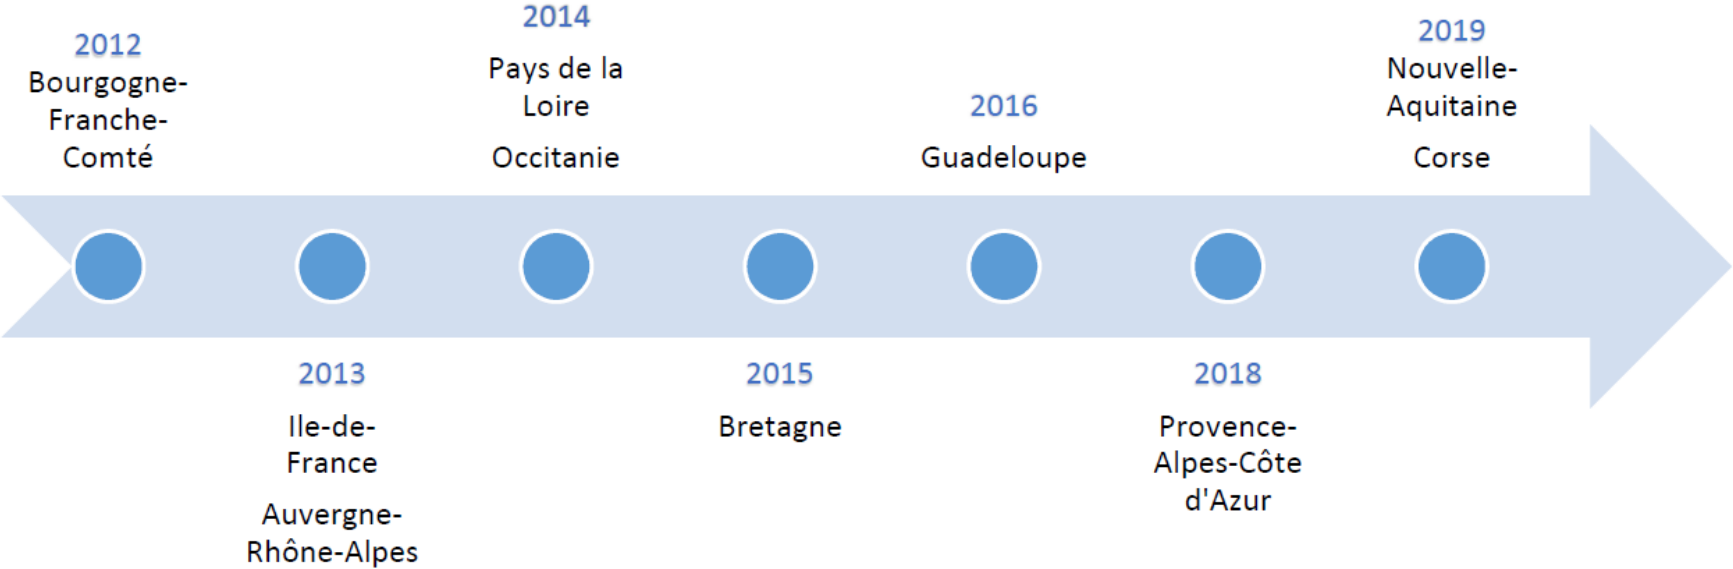 2012
Bourgogne-
Franche-
Comté
2013
Ile-de-
France
Auvergne-
Rhône-Alpes
2014
Pays de la
Loire
Occitanie
2015
Bretagne
2016
Guadeloupe
2018
Provence-
Alpes-Côte
d'Azur
2019
Nouvelle-
Aquitaine
Corse